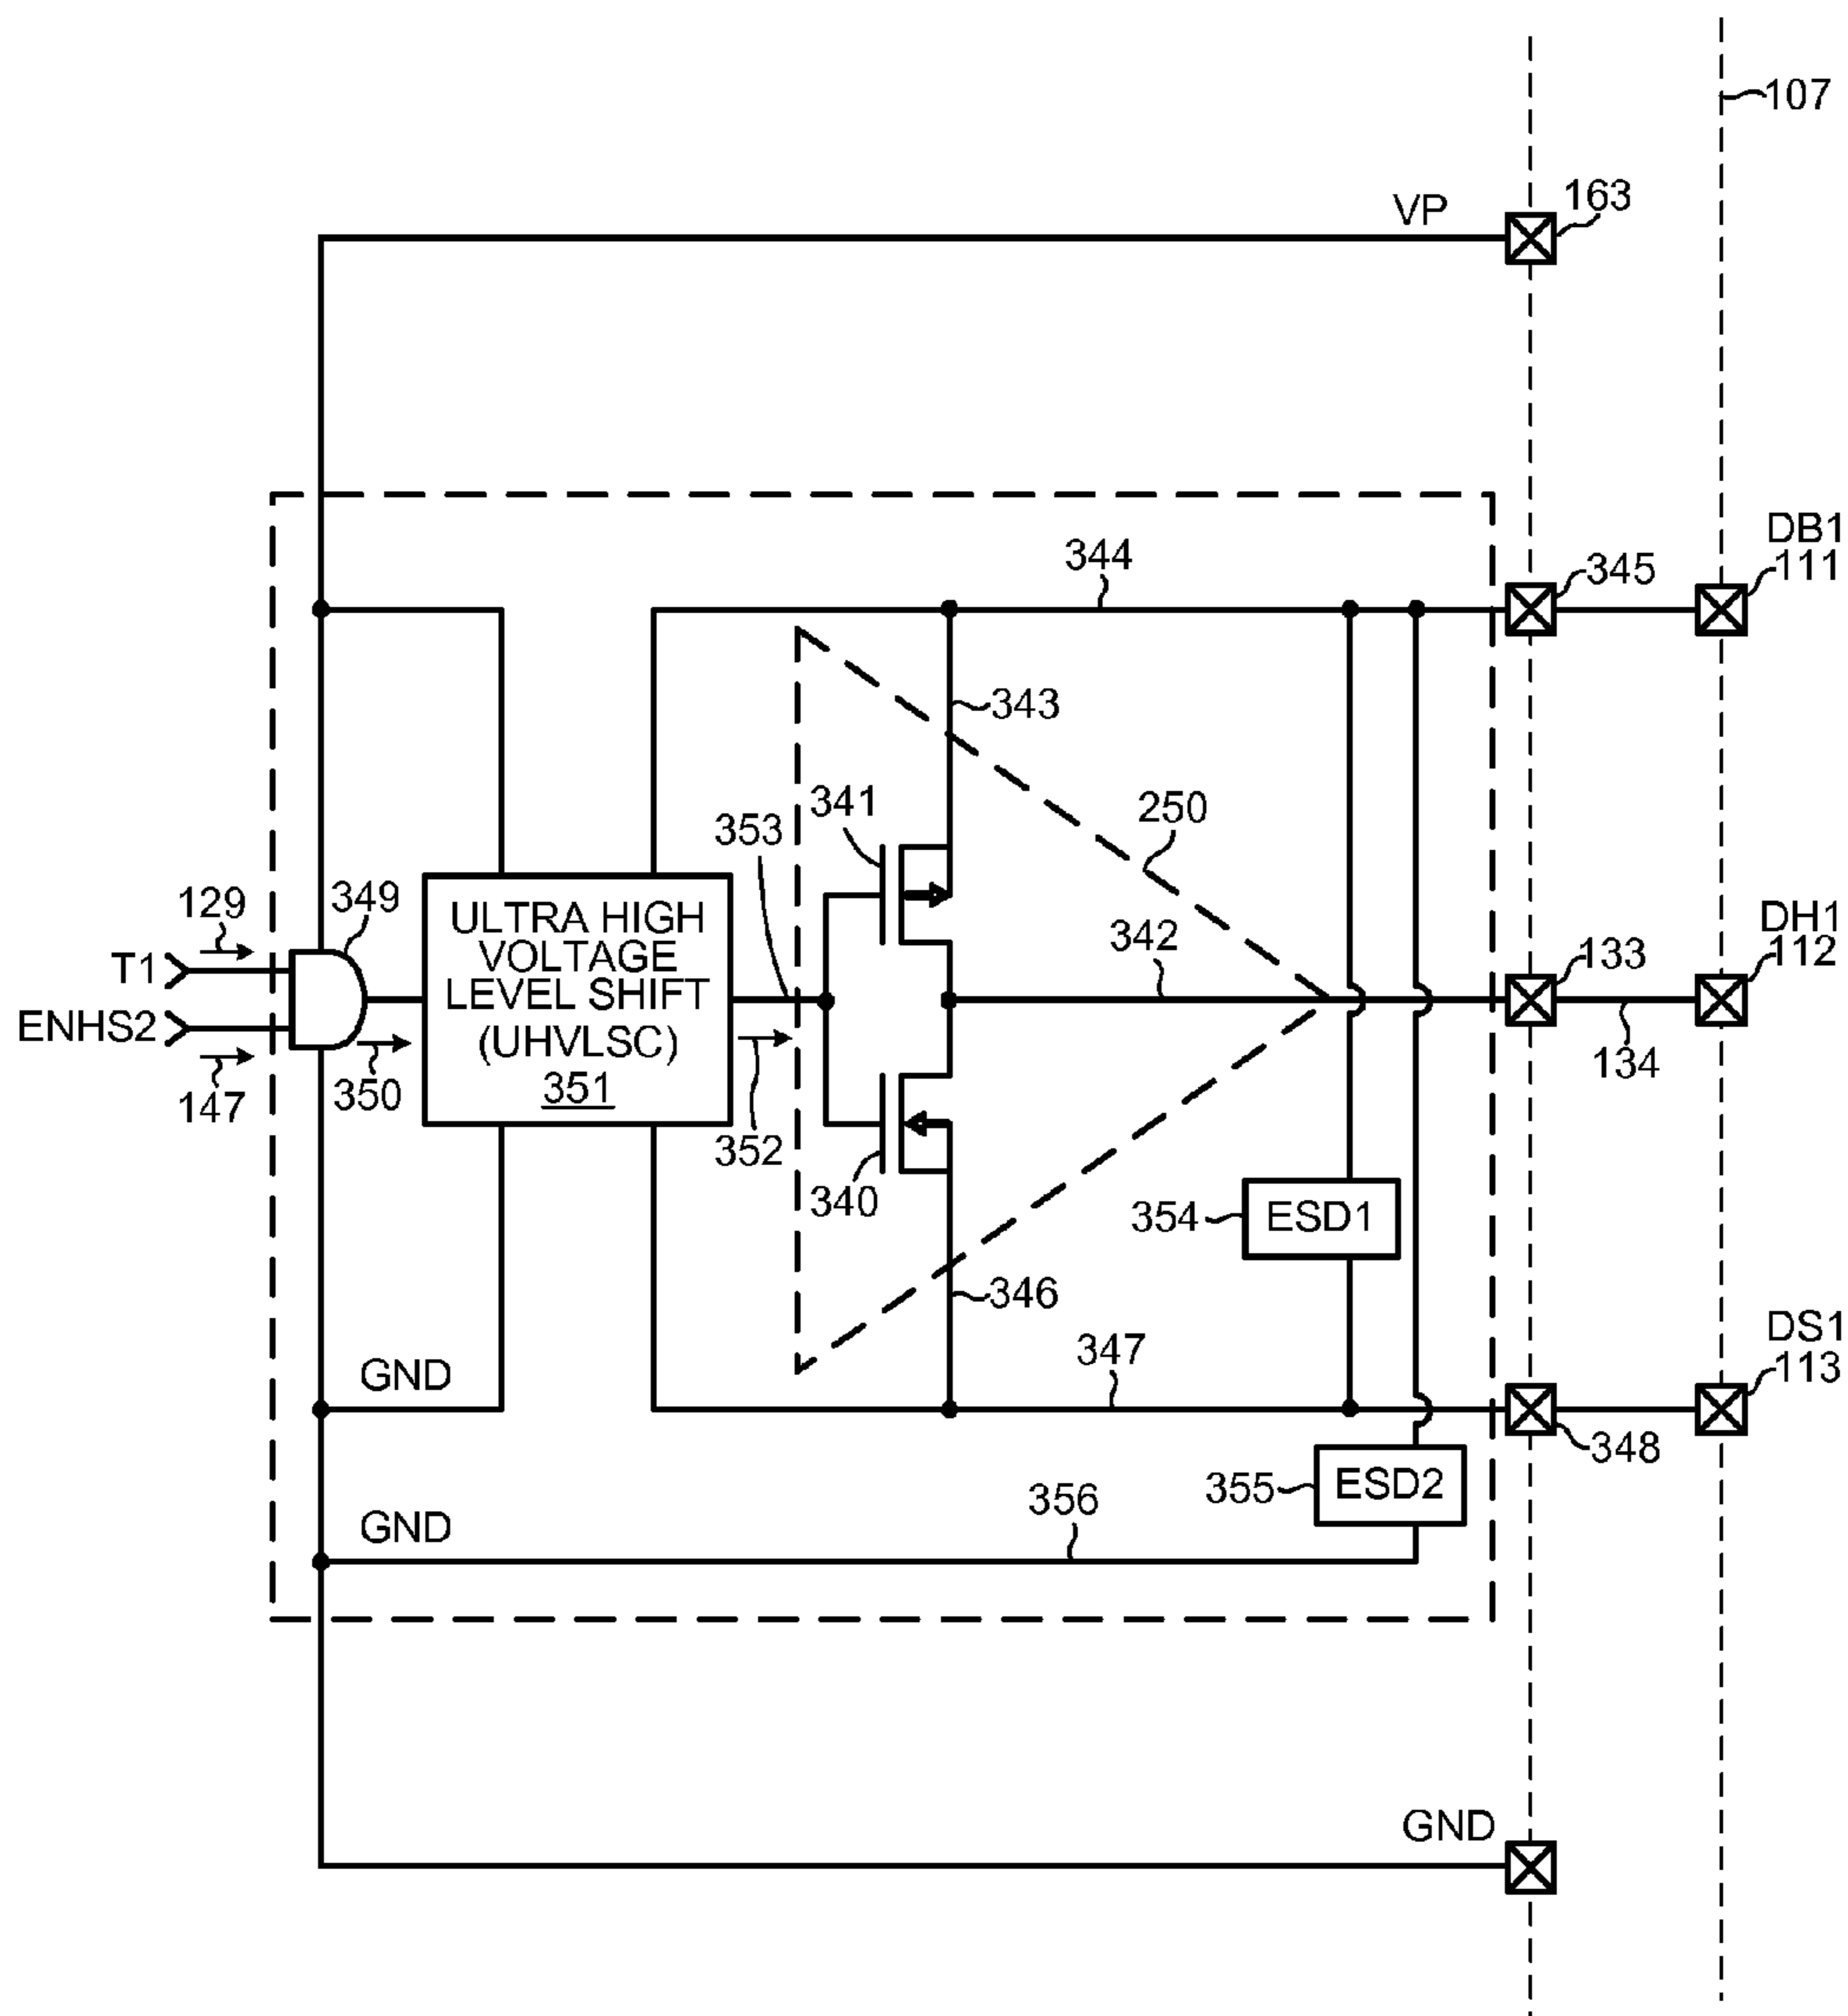 107
VP
163
DB1
111
345
344
343
341
250
353
129
349
ULTRA HIGH
VOLTAGE
LEVEL SHIFT
(UHVLSC)
351
T1
ENHS2
147
350
352
342
DH1
112
133
134
340
354
ESD1
346
347
DS1
113
348
GND
355
ESD2
GND
356
GND